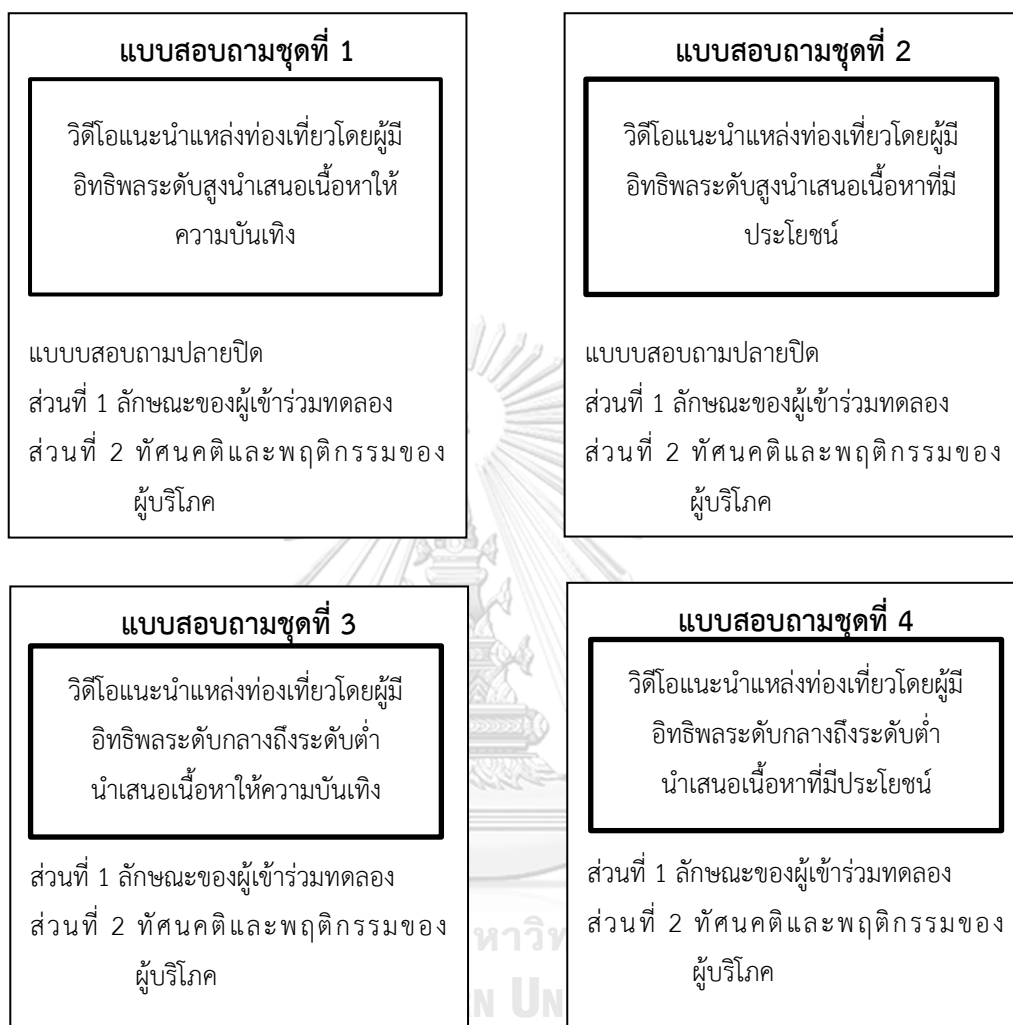 แบบสอบถามชุดที่ 1
วิดีโอแนะนำแหล่งท่องเที่ยวโดยผู้มี
อิทธิพลระดับสูงนำเสนอเนื้อหาให้
ความบันเทิง
แบบบสอบถามปลายปิด
ส่วนที่ 1 ลักษณะของผู้เข้าร่วมทดลอง
ส่วนที่ 2 ทัศนคติและพฤติกรรมของ
ผู้บริโภค
แบบสอบถามชุดที่ 2
วิดีโอแนะนำแหล่งท่องเที่ยวโดยผู้มี
อิทธิพลระดับสูงนำเสนอเนื้อหาที่มี
ประโยชน์
แบบบสอบถามปลายปิด
ส่วนที่ 1 ลักษณะของผู้เข้าร่วมทดลอง
ส่วนที่ 2 ทัศนคติและพฤติกรรมของ
ผู้บริโภค
แบบสอบถามชุดที่ 3
วิดีโอแนะนำแหล่งท่องเที่ยวโดยผู้มี
อิทธิพลระดับกลางถึงระดับต่ำ
นำเสนอเนื้อหาให้ความบันเทิง
ส่วนที่ 1 ลักษณะของผู้เข้าร่วมทดลอง
ส่วนที่ 2 ทัศนคติและพฤติกรรมของ
ผู้บริโภค
แบบสอบถามชุดที่ 4
วิดีโอแนะนำแหล่งท่องเที่ยวโดยผู้มี
อิทธิพลระดับกลางถึงระดับต่ำ
นำเสนอเนื้อหาที่มีประโยชน์
ส่วนที่ 1 ลักษณะของผู้เข้าร่วมทดลอง
ส่วนที่ 2 ทัศนคติและพฤติกรรมของ
ผู้บริโภค